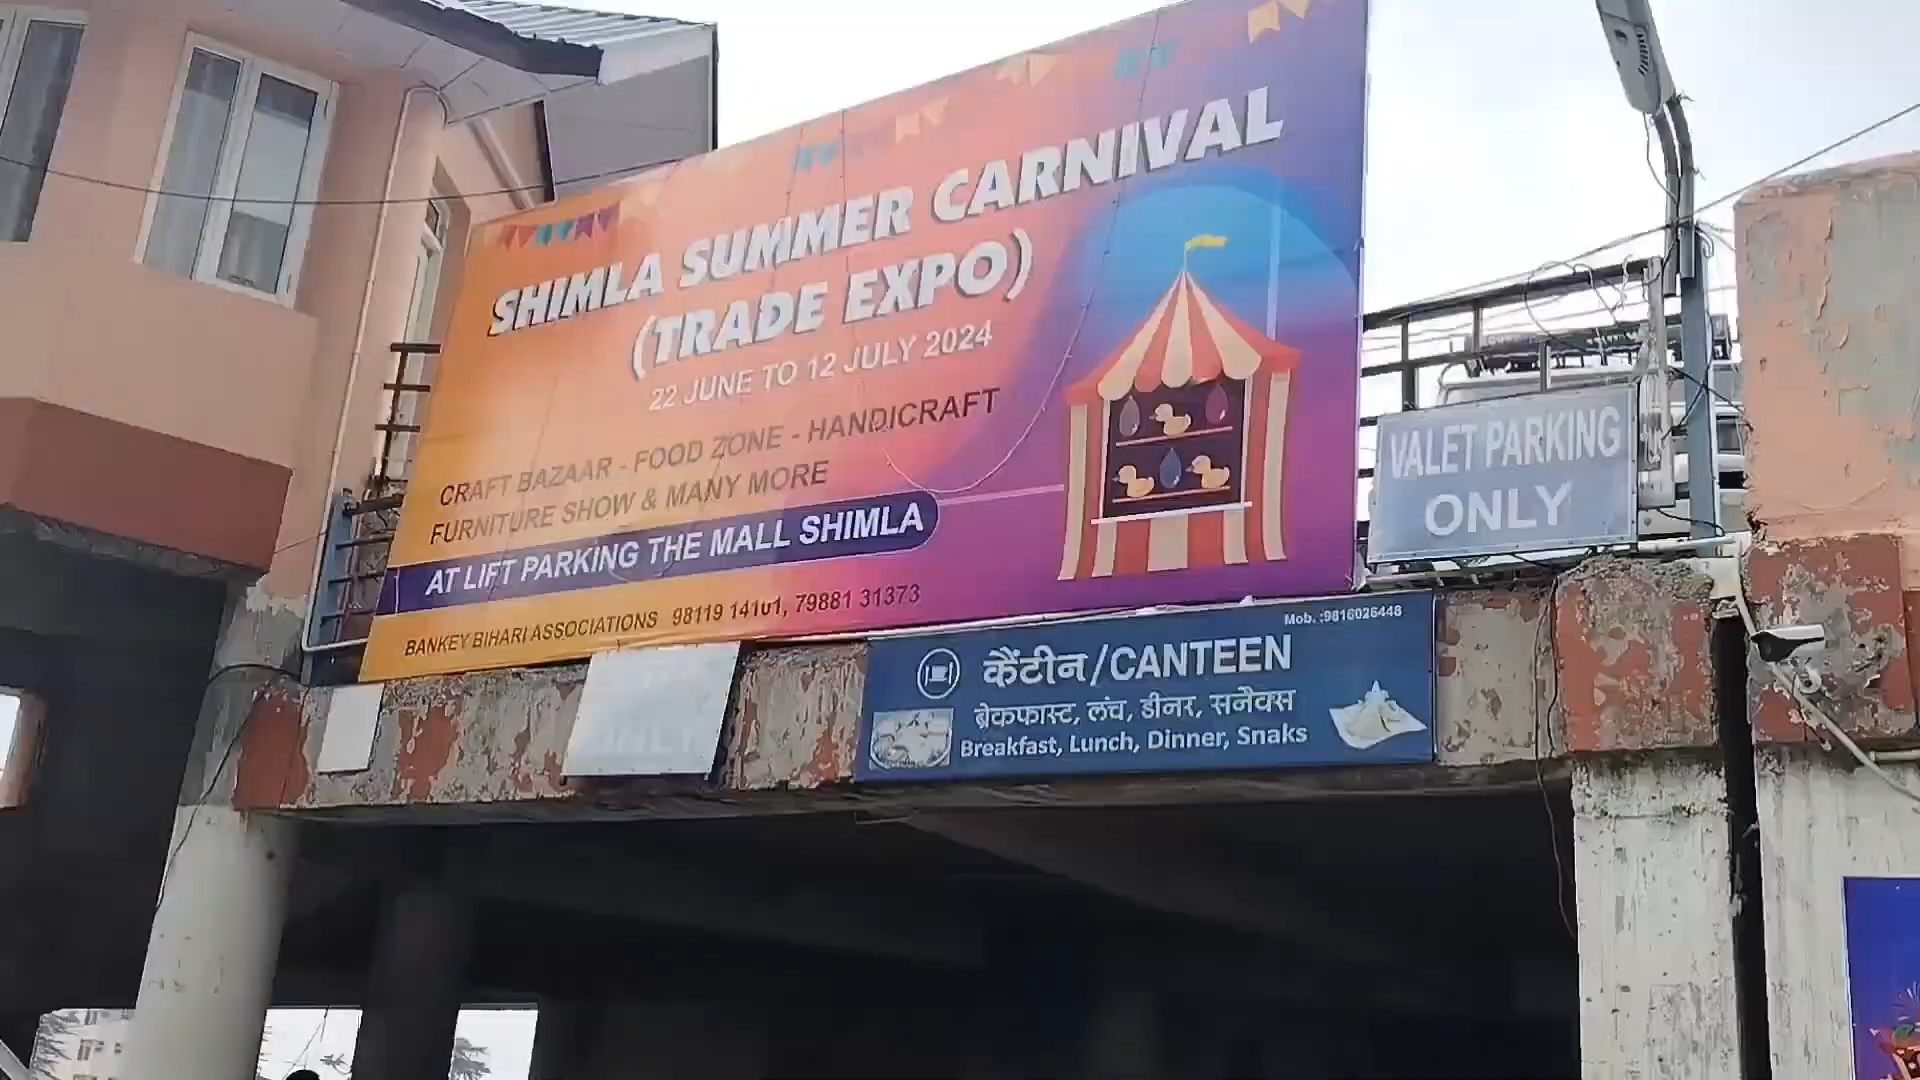 SHIMLA SUMMER CARNIVAL
(TRADE EXPO)
22 JUNE TO 12 JULY 2024
CRAFT BAZAAR - FOOD ZONE - HANDICRAFT
FURNITURE SHOW & MANY MORE
AT LIFT PARKING THE MALL SHIMLA
BANKEY BIHARI ASSOCIATIONS 98119 14101, 79881 31373
VALET PARKING
ONLY
Mob.:9816026448
कैंटीन/CANTEEN
ब्रेकफास्ट, लंच, डीनर, सनैक्स
Breakfast, Lunch, Dinner, Snaks
ONLY